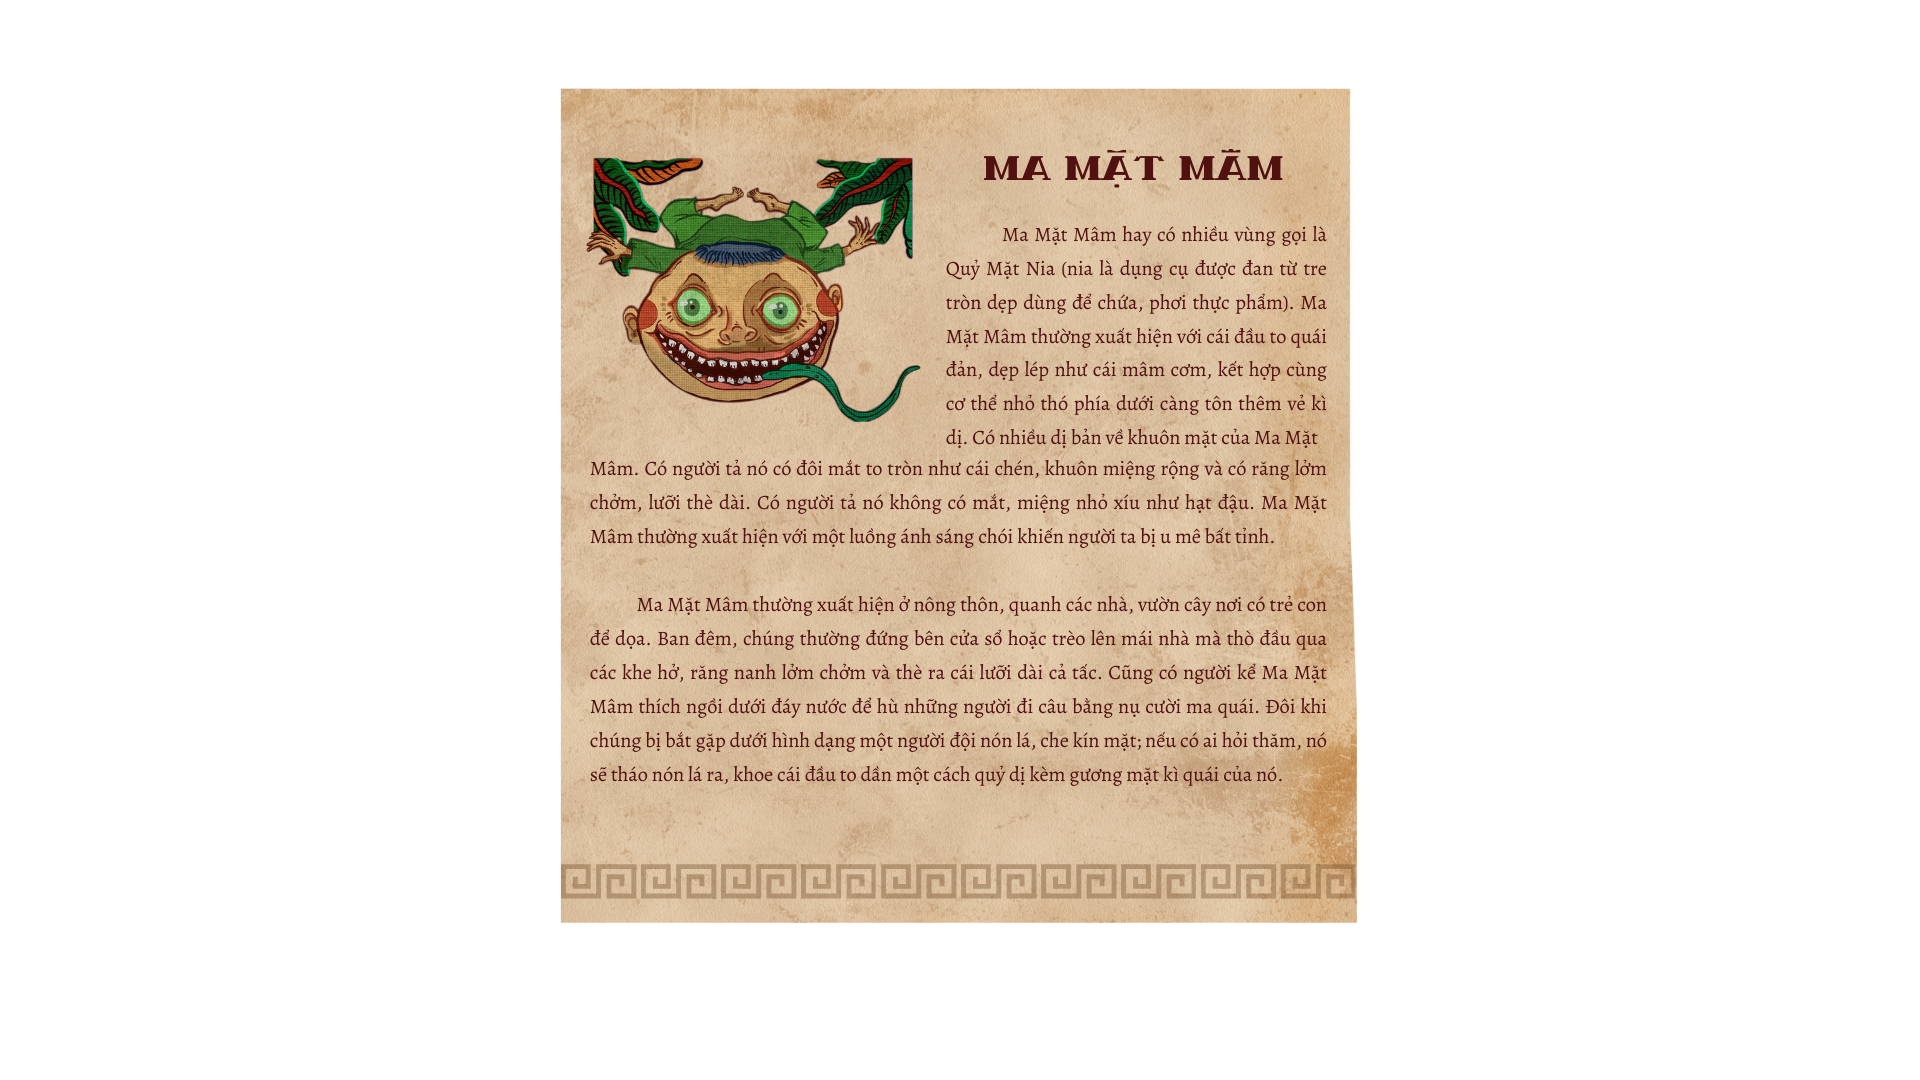 MA MẶT MÂM
Ma Mặt Mâm hay có nhiều vùng gọi là
Quỷ Mặt Nia (nia là dụng cụ được đan từ tre
tròn dẹp dùng để chứa, phơi thực phẩm). Ma
Mặt Mâm thường xuất hiện với cái đầu to quái
đản, dẹp lép như cái mâm cơm, kết hợp cùng
cơ thể nhỏ thó phía dưới càng tôn thêm vẻ kì
dị. Có nhiều dị bản về khuôn mặt của Ma Mặt
Mâm. Có người tả nó có đôi mắt to tròn như cái chén, khuôn miệng rộng và có răng lởm
chởm, lưỡi thè dài. Có người tả nó không có mắt, miệng nhỏ xíu như hạt đậu. Ma Mặt
Mâm thường xuất hiện với một luồng ánh sáng chói khiến người ta bị u mê bất tỉnh.
Ma Mặt Mâm thường xuất hiện ở nông thôn, quanh các nhà, vườn cây nơi có trẻ con
để dọa. Ban đêm, chúng thường đứng bên cửa sổ hoặc trèo lên mái nhà mà thò đầu qua
các khe hở, răng nanh lởm chởm và thè ra cái lưỡi dài cả tấc. Cũng có người kể Ma Mặt
Mâm thích ngồi dưới đáy nước để hù những người đi câu bằng nụ cười ma quái. Đôi khi
chúng bị bắt gặp dưới hình dạng một người đội nón lá, che kín mặt; nếu có ai hỏi thăm, nó
sẽ tháo nón lá ra, khoe cái đầu to dần một cách quỷ dị kèm gương mặt kì quái của nó.